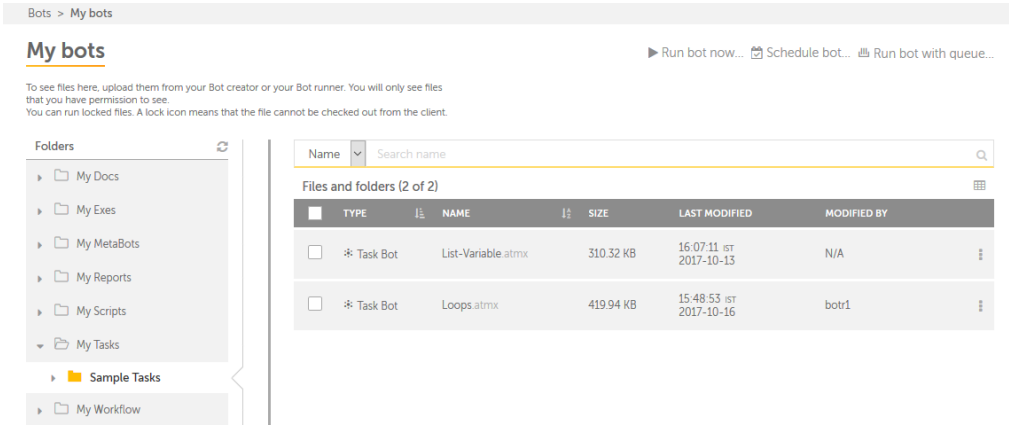 Bots > My bots
My bots
Run bot now... Schedule bot... Run bot with queue...
To see files here, upload them from your Bot creator or your Bot runner. You will only see files
that you have permission to see.
You can run locked files. A lock icon means that the file cannot be checked out from the client.
Folders
My Docs
My Exes
My MetaBots
My Reports
My Scripts
My Tasks
Sample Tasks
My Workflow
Name Search name
Files and folders (2 of 2)
TYPE NAME SIZE LAST MODIFIED MODIFIED BY
Task Bot List-Variable.atmx 310.32 KB 16:07:11 IST 2017-10-13 N/A
Task Bot Loops.atmx 419.94 KB 15:48:53 IST 2017-10-16 botr1